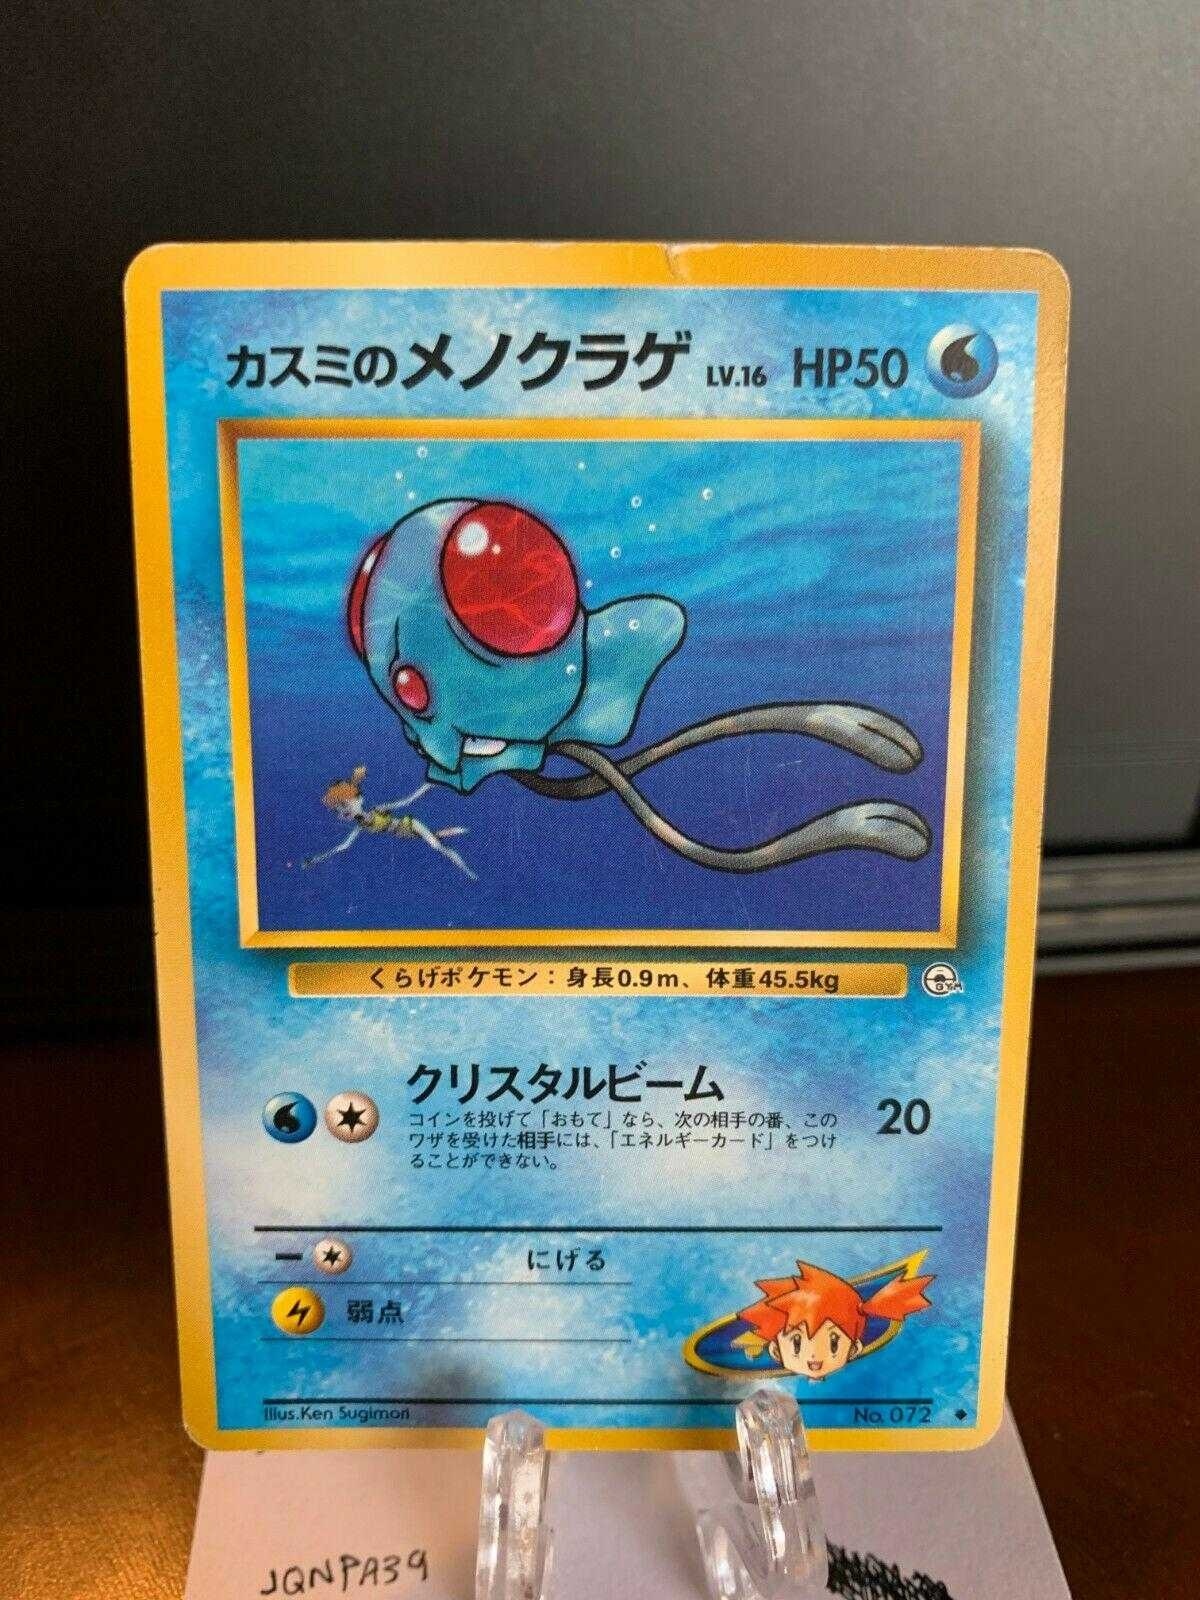 カスミのメノクラゲ LV.16 HP50
くらげポケモン：身長0.9m、体重45.5kg
GYM
クリスタルビーム 20
コインを投げて「おもて」なら、次の相手の番、この
ワザを受けた相手には、「エネルギーカード」をつけ
ることができない。
にげる
弱点
Illus.Ken Sugimori
No. 072
JQNPA39